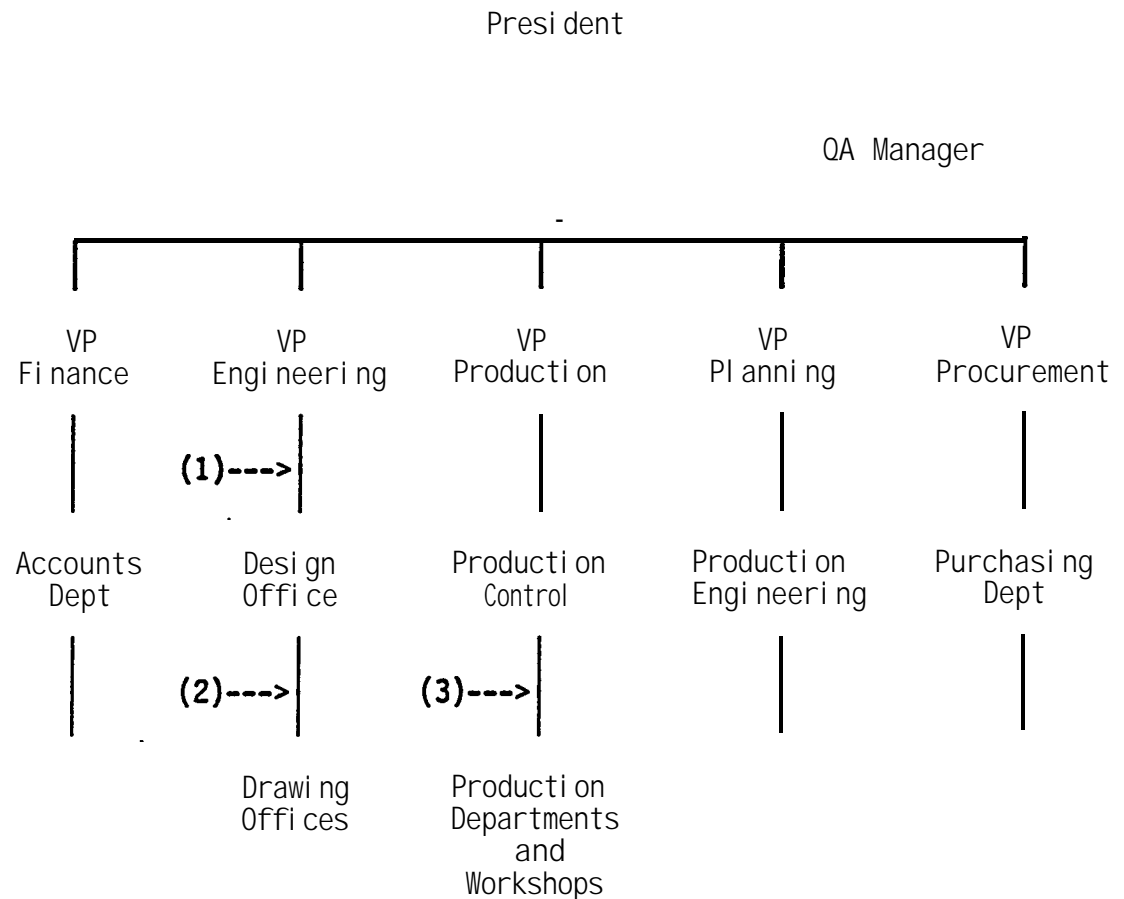 President
QA Manager
VP VP VP VP VP
Finance Engineering Production Planning Procurement
(1)--->
Accounts Design Production Production Purchasing
Dept Office Control Engineering Dept
(2)---> (3)--->
Drawing Production
Offices Departments
and
Workshops